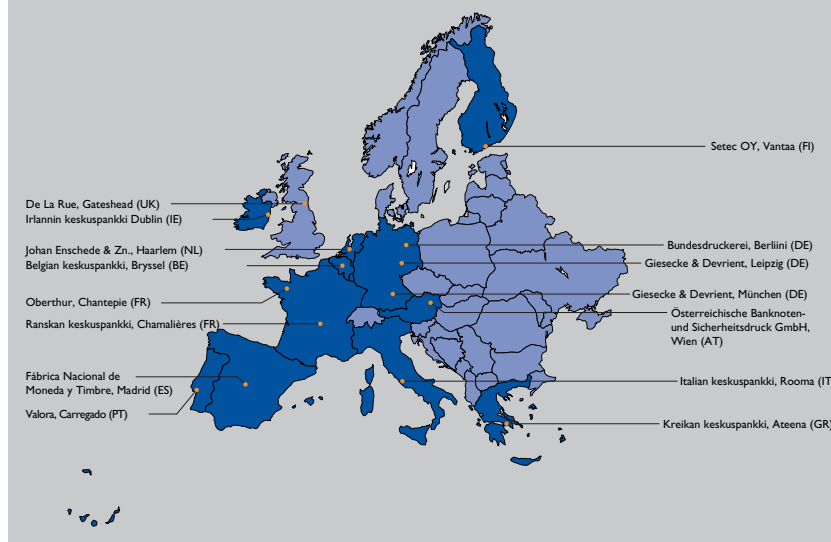 Setec OY, Vantaa (FI)
De La Rue, Gateshead (UK)
Irlannin keskuspankki Dublin (IE)
Johan Enschede & Zn., Haarlem (NL)
Belgian keskuspankki, Bryssel (BE)
Oberthur, Chantepie (FR)
Ranskan keskuspankki, Chamalières (FR)
Fábrica Nacional de
Moneda y Timbre, Madrid (ES)
Valora, Carregado (PT)
Bundesdruckerei, Berliini (DE)
Giesecke & Devrient, Leipzig (DE)
Giesecke & Devrient, München (DE)
Österreichische Banknoten-
und Sicherheitsdruck GmbH,
Wien (AT)
Italian keskuspankki, Rooma (IT
Kreikan keskuspankki, Ateena (GR)